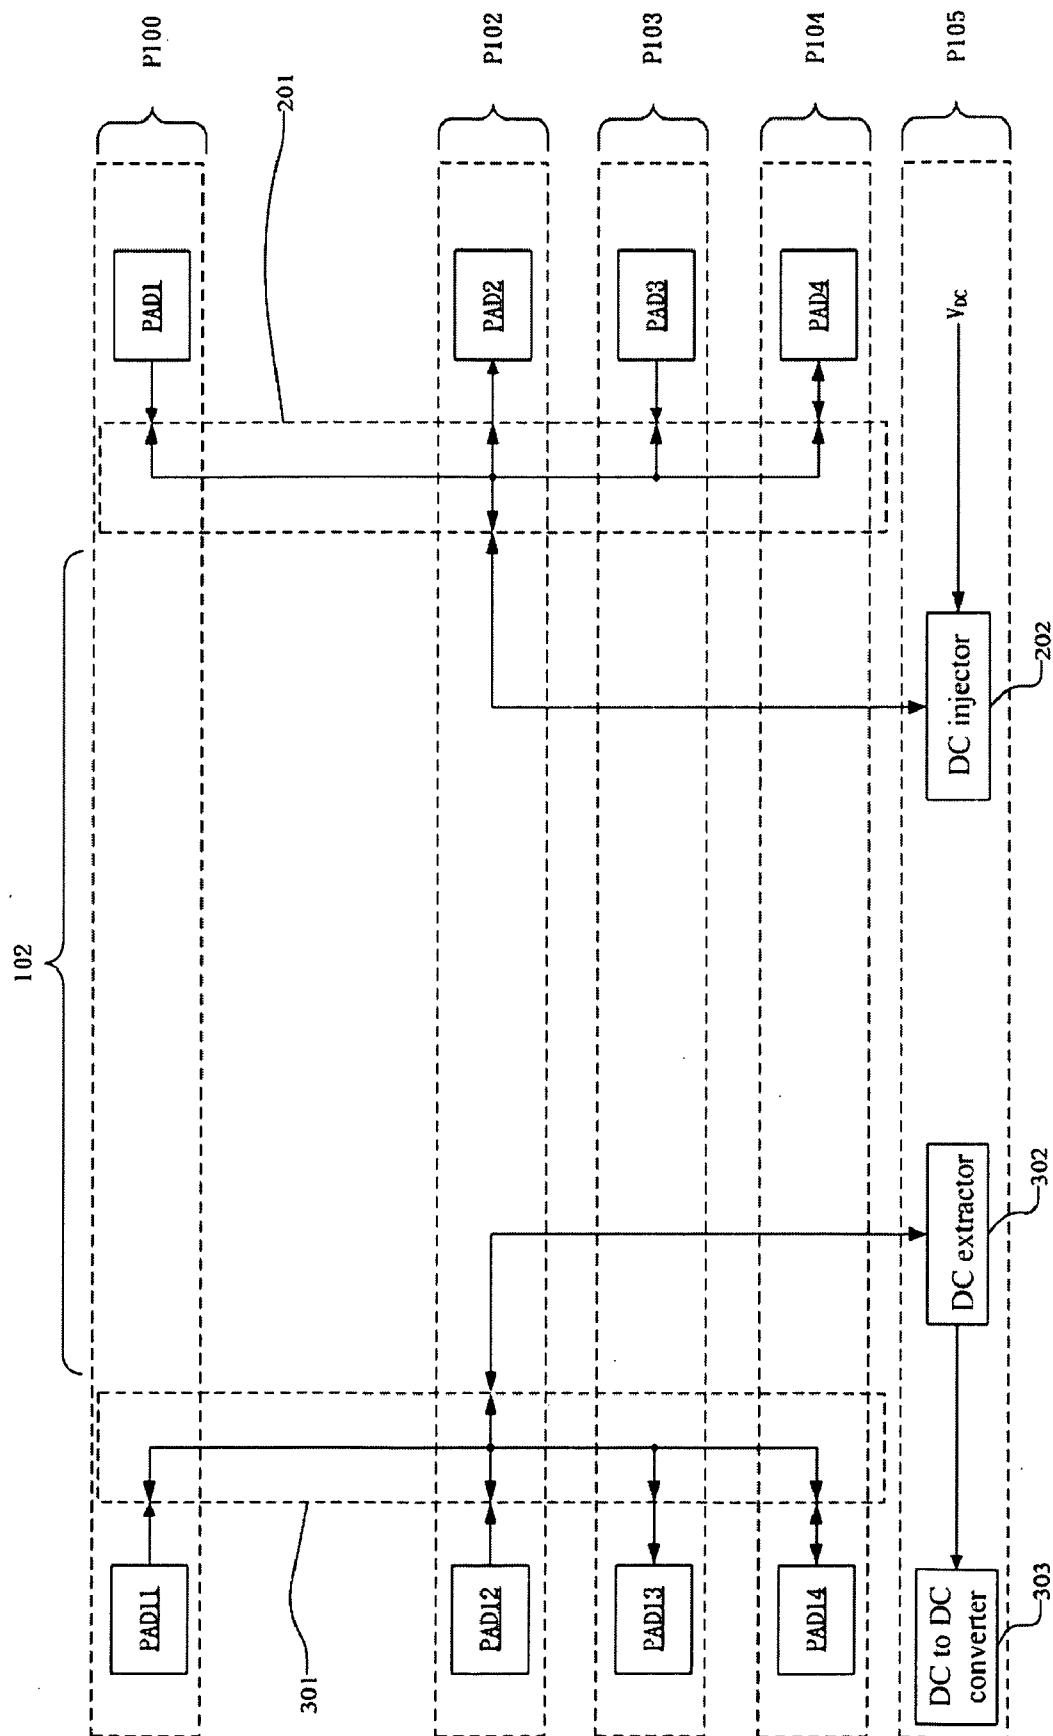 P100
P102
P103
P104
P105
201
PAD1
PAD2
PAD3
PAD4
V_DC
102
DC injector
202
DC extractor
302
301
PAD11
PAD12
PAD13
PAD14
DC to DC
converter
303